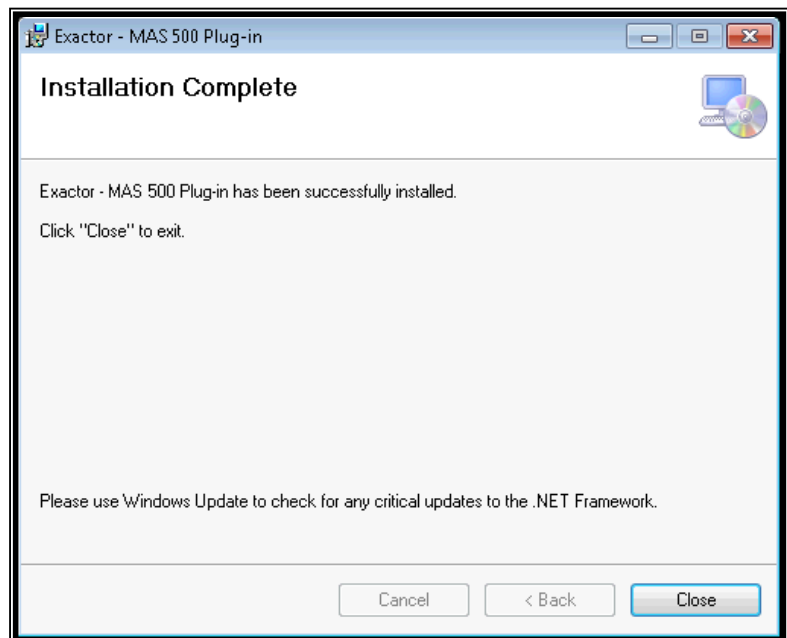 Exactor - MAS 500 Plug-in
Installation Complete
Exactor - MAS 500 Plug-in has been successfully installed.
Click "Close" to exit.
Please use Windows Update to check for any critical updates to the .NET Framework.
Cancel
< Back
Close